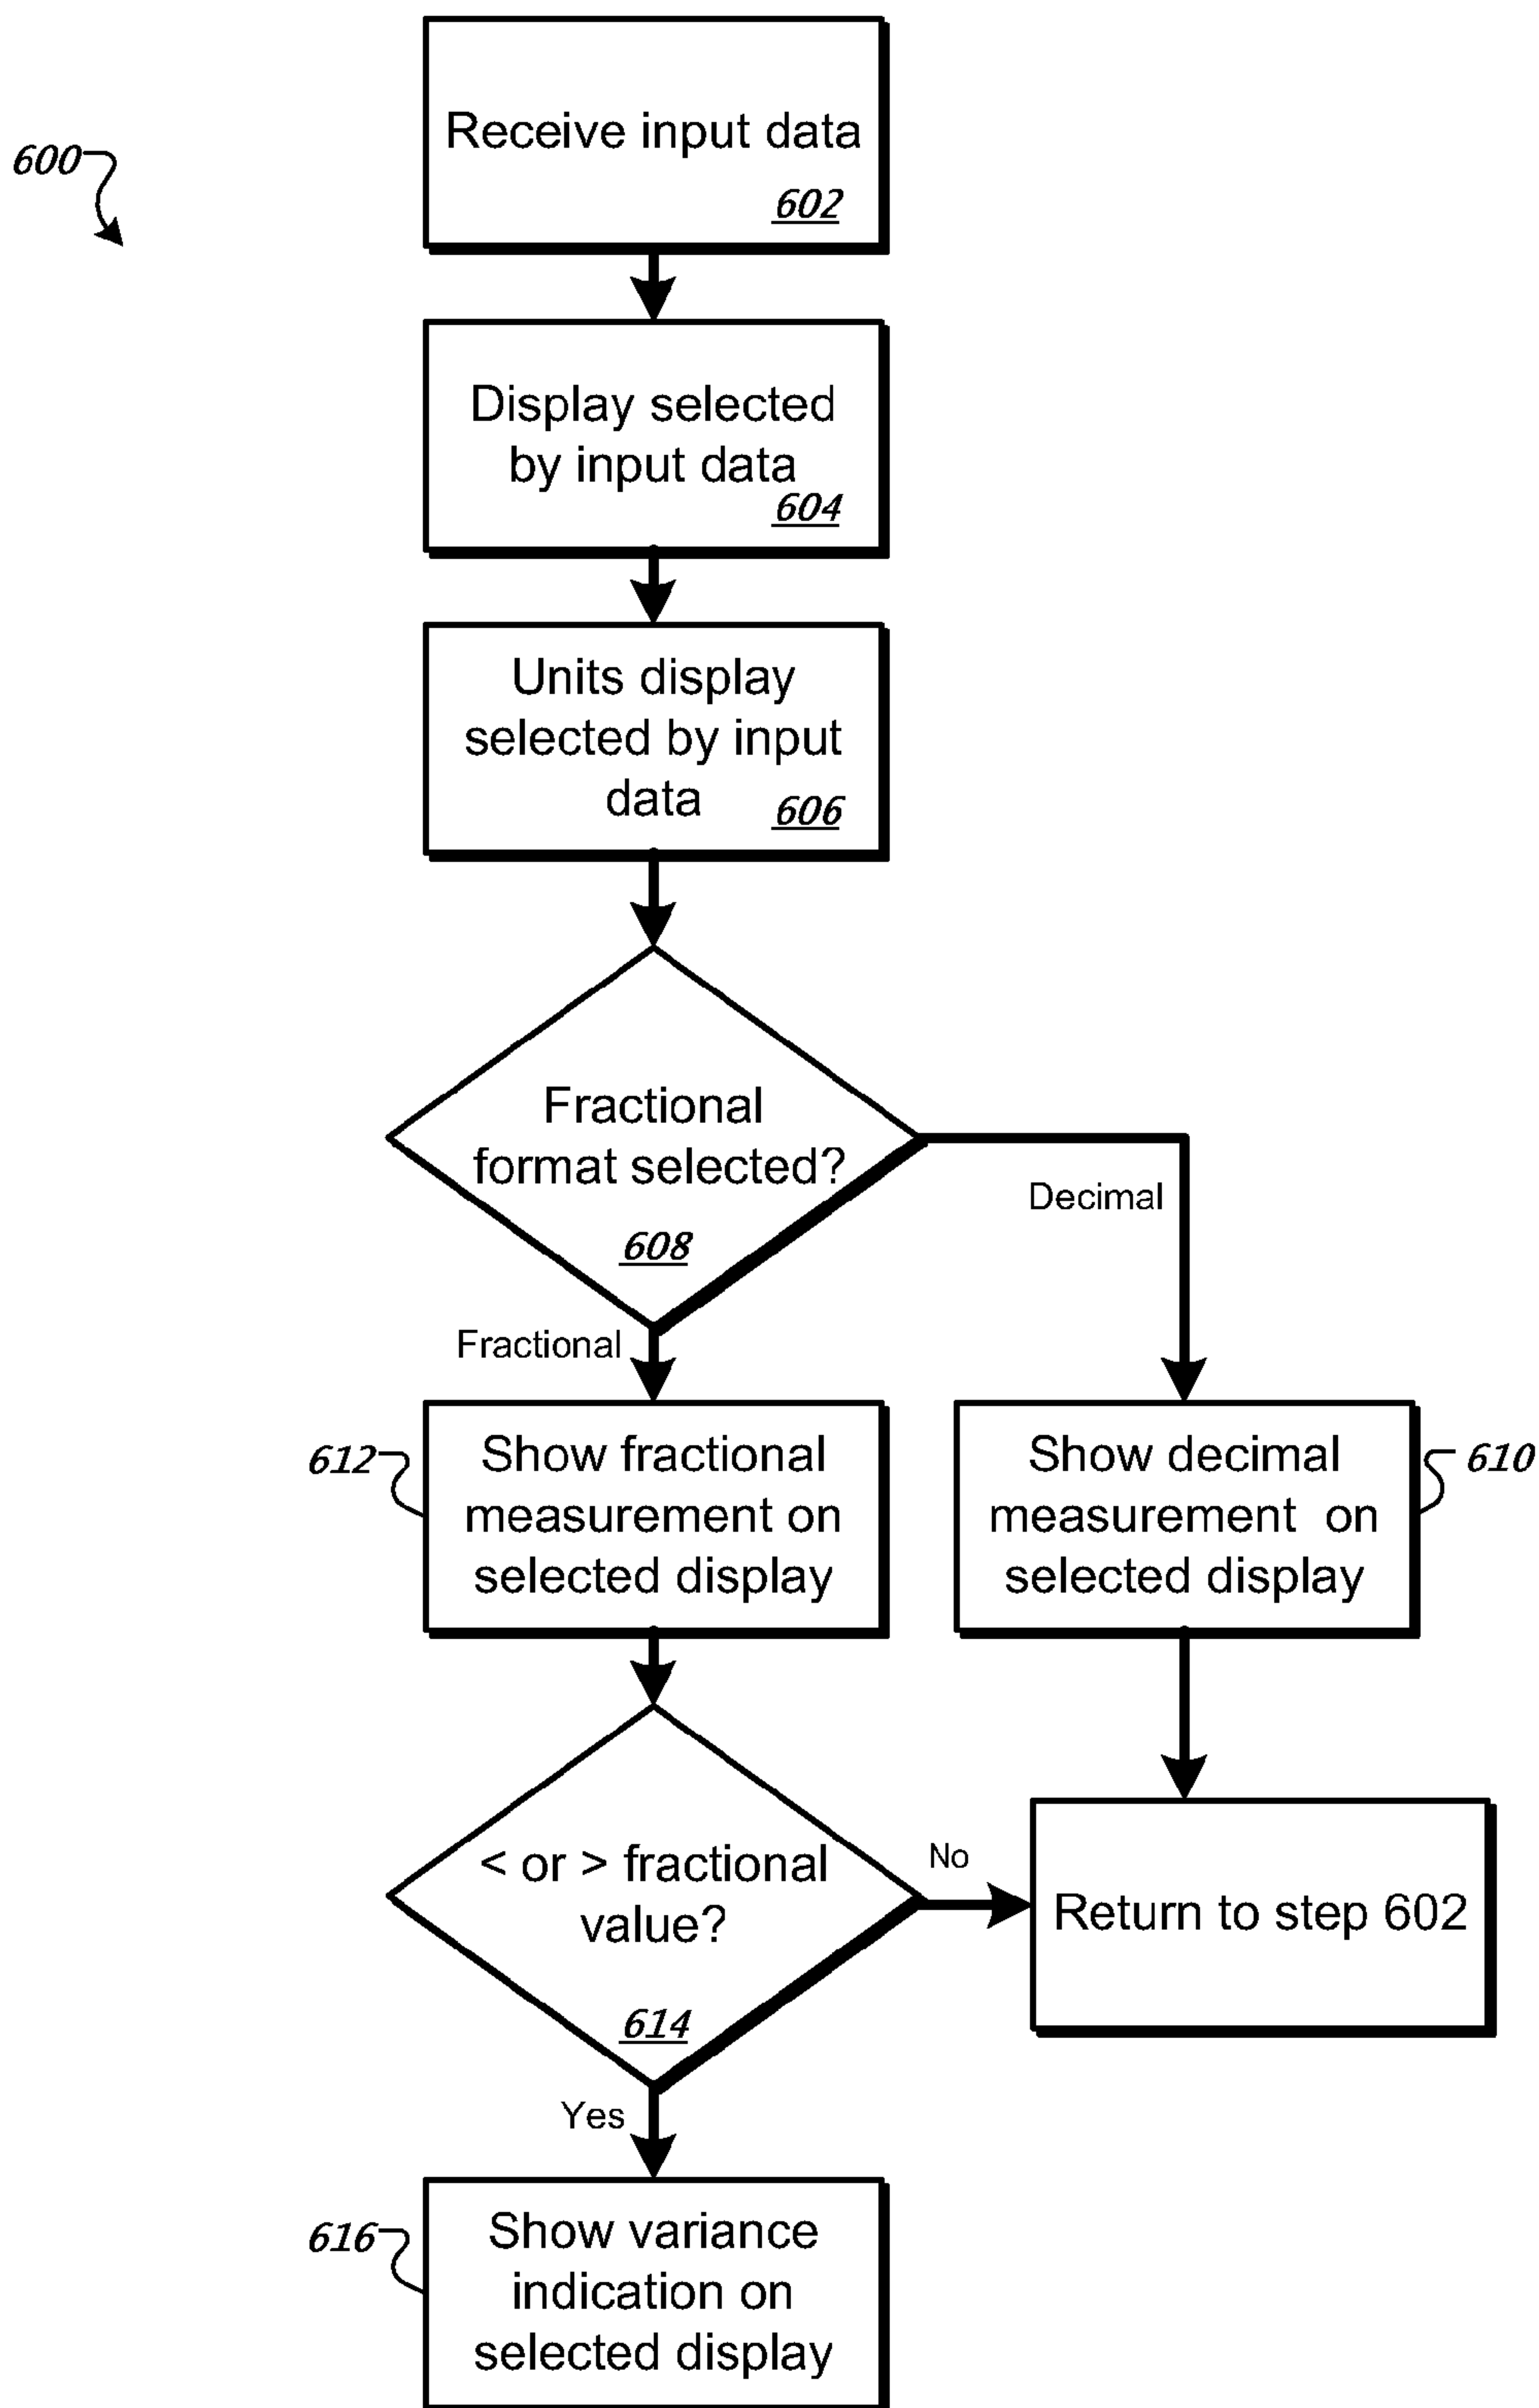 600
Receive input data
602
Display selected
by input data
604
Units display
selected by input
data
606
Fractional
format selected?
608
Decimal
Fractional
612
Show fractional
measurement on
selected display
Show decimal
measurement on
selected display
610
< or > fractional
value?
614
No
Return to step 602
Yes
616
Show variance
indication on
selected display